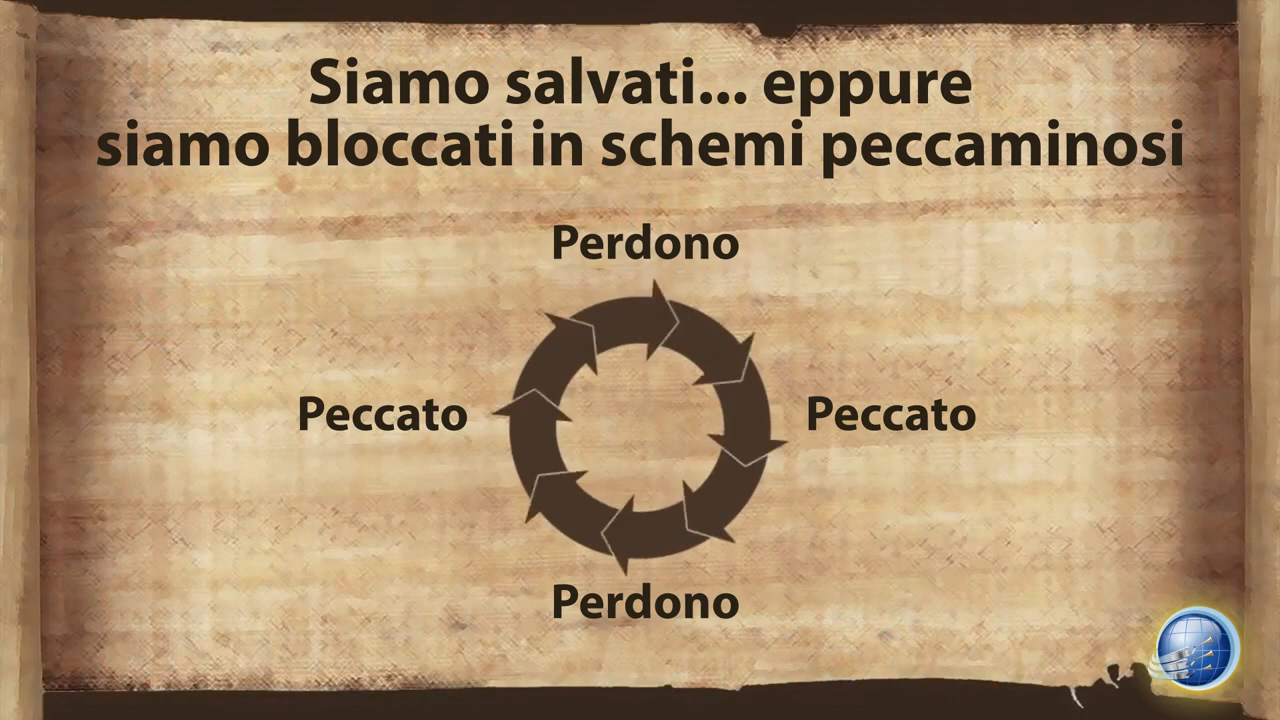 Siamo salvati... eppure
siamo bloccati in schemi peccaminosi
Perdono
Peccato
Peccato
Perdono